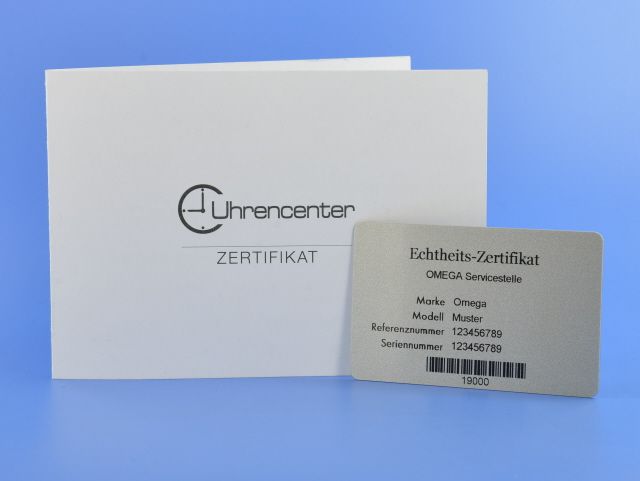 Uhrencenter
ZERTIFIKAT
Echtheits-Zertifikat
OMEGA Servicestelle
Marke Omega
Modell Muster
Referenznummer 123456789
Seriennummer 123456789
19000